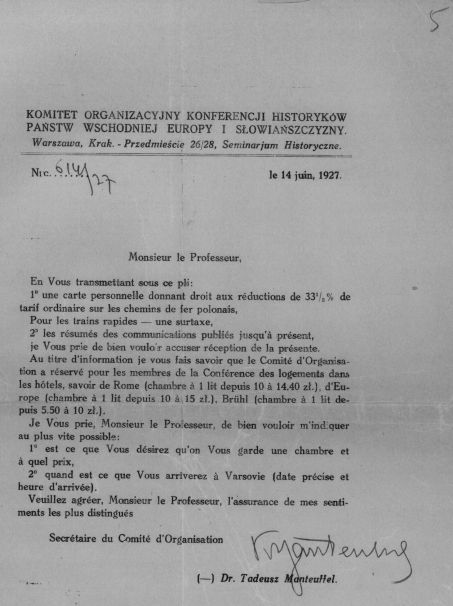 5
KOMITET ORGANIZACYJNY KONFERENCJI HISTORYKÓW
PAŃSTW WSCHODNIEJ EUROPY I SŁOWIAŃSZCZYZNY.
Warszawa, Krak. - Przedmieście 26/28, Seminarjum Historyczne.
le 14 juin, 1927.
Monsieur le Professeur,
En Vous transmettant sous ce pli:
1⁰ une carte personnelle donnant droit aux réductions de 33¹/₃% de
tarif ordinaire sur les chemins de fer polonais,
Pour les trains rapides — une surtaxe,
2⁰ les résumés des communications publiés jusqu'à présent,
je Vous prie de bien vouloir accuser réception de la présente.
Au titre d'information je vous fais savoir que le Comité d'Organisa-
tion a réservé pour les membres de la Conférence des logements dans
les hôtels, savoir de Rome (chambre à 1 lit depuis 10 à 14.40 zł.), d'Eu-
rope (chambre à 1 lit depuis 10 à 15 zł.), Brühl (chambre à 1 lit de-
puis 5.50 à 10 zł.).
Je Vous prie, Monsieur le Professeur, de bien vouloir m'indiquer
au plus vite possible:
1⁰ est ce que Vous désirez qu'on Vous garde une chambre et
à quel prix,
2⁰ quand est ce que Vous arriverez à Varsovie (date précise et
heure d'arrivée).
Veuillez agréer, Monsieur le Professeur, l'assurance de mes senti-
ments les plus distingués
Secrétaire du Comité d'Organisation
(—) Dr. Tadeusz Manteuffel.